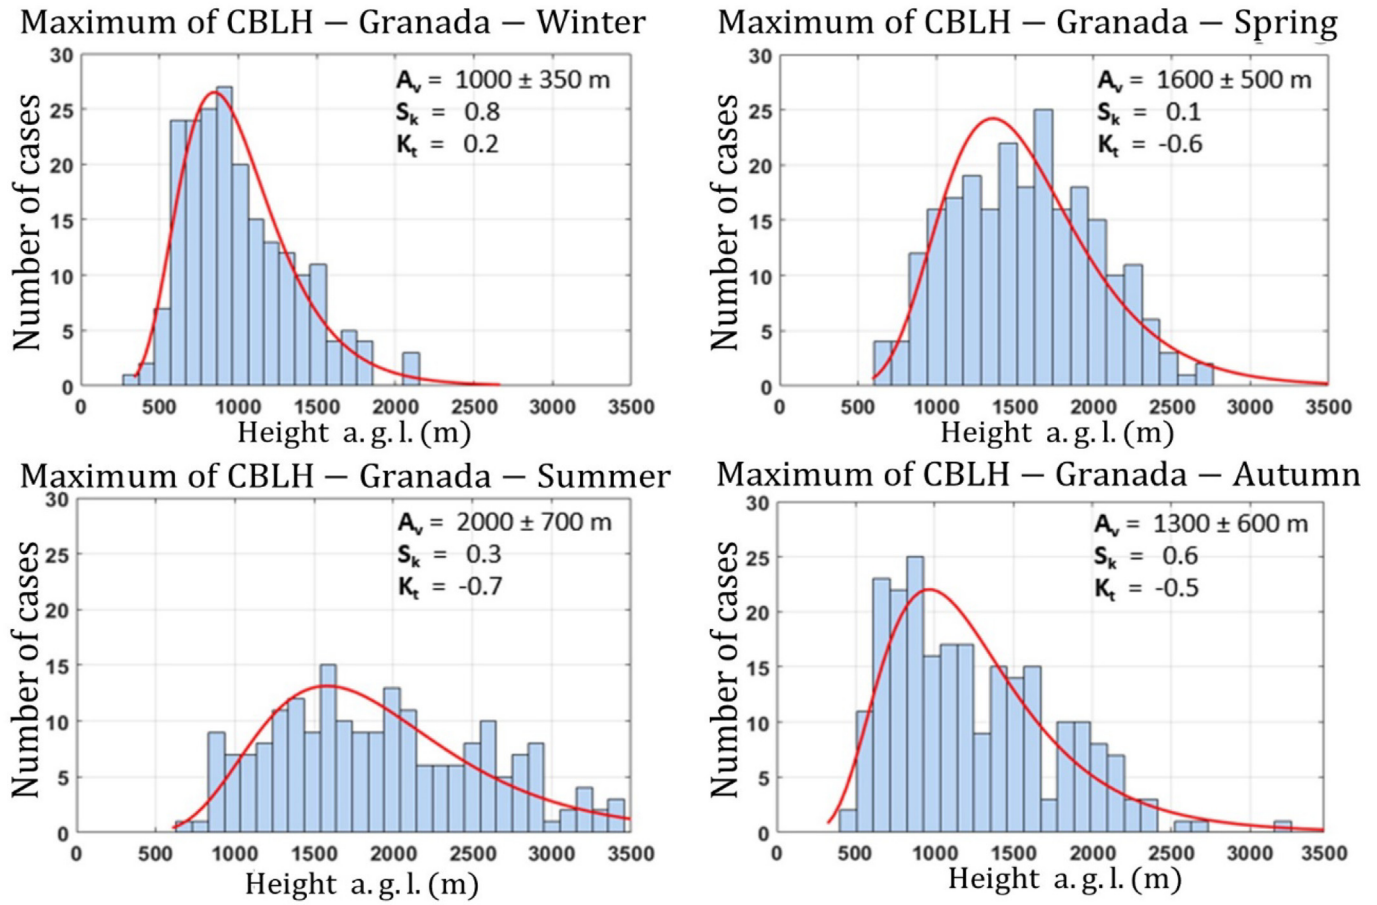 Maximum of CBLH − Granada − Winter
30
25
20
15
10
5
0
Number of cases
Aᵥ = 1000 ± 350 m
Sₖ = 0.8
Kₜ = 0.2
0 500 1000 1500 2000 2500 3000 3500
Height a.g.l.(m)
Maximum of CBLH − Granada − Spring
30
25
20
15
10
5
0
Number of cases
Aᵥ = 1600 ± 500 m
Sₖ = 0.1
Kₜ = -0.6
0 500 1000 1500 2000 2500 3000 3500
Height a.g.l.(m)
Maximum of CBLH − Granada − Summer
30
25
20
15
10
5
0
Number of cases
Aᵥ = 2000 ± 700 m
Sₖ = 0.3
Kₜ = -0.7
0 500 1000 1500 2000 2500 3000 3500
Height a.g.l.(m)
Maximum of CBLH − Granada − Autumn
30
25
20
15
10
5
0
Number of cases
Aᵥ = 1300 ± 600 m
Sₖ = 0.6
Kₜ = -0.5
0 500 1000 1500 2000 2500 3000 3500
Height a.g.l.(m)